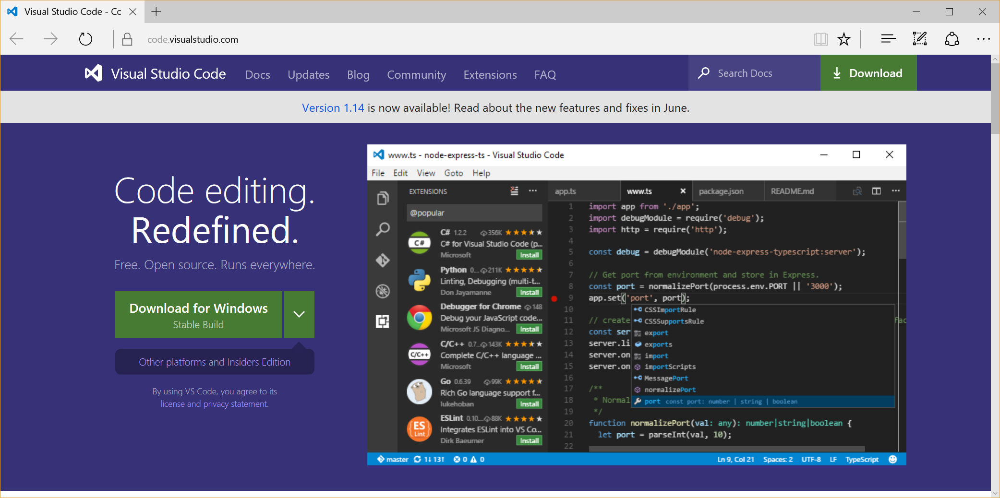 Visual Studio Code - Cc
code.visualstudio.com
Visual Studio Code Docs Updates Blog Community Extensions FAQ Search Docs Download
Version 1.14 is now available! Read about the new features and fixes in June.
Code editing.
Redefined.
Free. Open source. Runs everywhere.
Download for Windows
Stable Build
Other platforms and Insiders Edition
By using VS Code, you agree to its
license and privacy statement.
www.ts - node-express-ts - Visual Studio Code
File Edit View Goto Help
EXTENSIONS
@popular
C# 1.2.2 356K
C# for Visual Studio Code (p...
Microsoft Install
Python 0.... 211K
Linting, Debugging (multi-t...
Don Jayamanne Install
Debugger for Chrome 148
Debug your JavaScript code...
Microsoft JS Diagno... Install
C/C++
C/C++ 0.7... 143K
Complete C/C++ language ...
Microsoft Install
Go 0.6.39 99K
Rich Go language support f...
lukehoban Install
ES
Lint
ESLint 0.10.... 88K
Integrates ESLint into VS Co...
Dirk Baeumer Install
app.ts www.ts package.json README.md
1 import app from './app';
2 import debugModule = require('debug');
3 import http = require('http');
4
5 const debug = debugModule('node-express-typescript:server');
6
7 // Get port from environment and store in Express.
8 const port = normalizePort(process.env.PORT || '3000');
9 app.set('port', port);
10
11 // create fac
12 const ser
13 server.li
14 server.on
15 server.on
16
17 /**
18 * Normal
19 */
20 function normalizePort(val: any): number|string|boolean {
21 let port = parseInt(val, 10);
22
CSSImportRule
CSSSupportsRule
export
exports
import
importScripts
MessagePort
normalizePort
port const port: number | string | boolean
master 1↓ 13↑ 0 0 Ln 9, Col 21 Spaces: 2 UTF-8 LF TypeScript